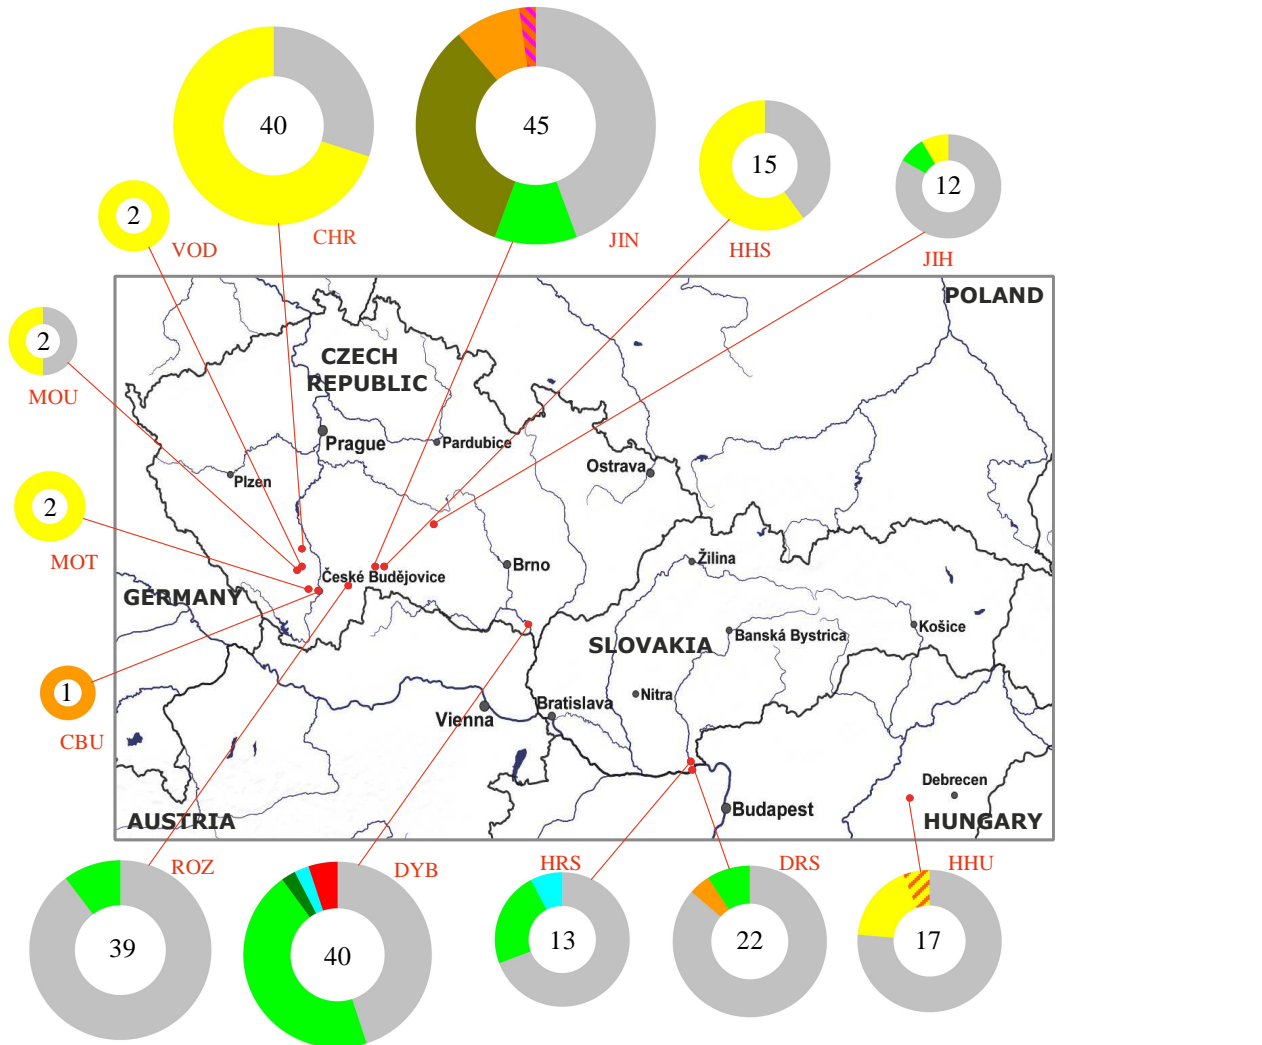 40
45
15
12
2
VOD
CHR
JIN
HHS
JIH
POLAND
2
MOU
CZECH
REPUBLIC
Prague
Pardubice
Ostrava
Plzen
2
MOT
Žilina
Brno
České Budějovice
GERMANY
Košice
Banská Bystrica
SLOVAKIA
1
CBU
Nitra
Bratislava
Vienna
Debrecen
Budapest
AUSTRIA
HUNGARY
ROZ
DYB
HRS
DRS
HHU
39
40
13
22
17